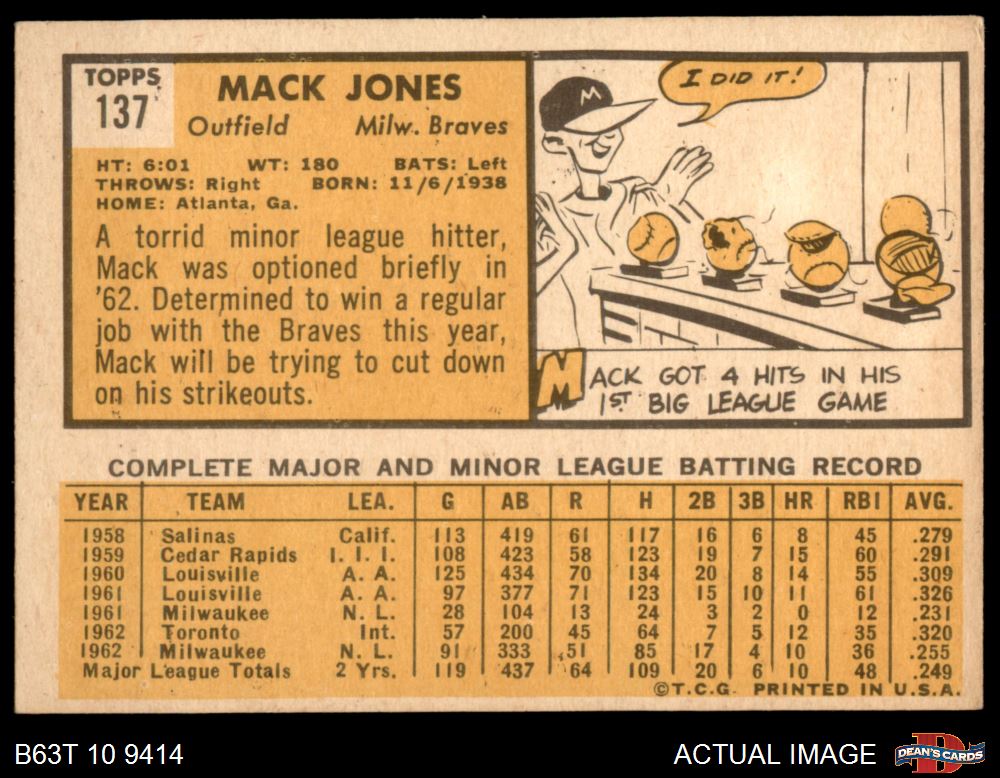 TOPPS
137
MACK JONES
Outfield Milw. Braves
HT: 6:01 WT: 180 BATS: Left
THROWS: Right BORN: 11/6/1938
HOME: Atlanta, Ga.
A torrid minor league hitter,
Mack was optioned briefly in
'62. Determined to win a regular
job with the Braves this year,
Mack will be trying to cut down
on his strikeouts.
I DID IT!
M
MACK GOT 4 HITS IN HIS
1ST BIG LEAGUE GAME
COMPLETE MAJOR AND MINOR LEAGUE BATTING RECORD
YEAR TEAM LEA. G AB R H 2B 3B HR RBI AVG.
1958 Salinas Calif. 113 419 61 117 16 6 8 45 .279
1959 Cedar Rapids I. I. I. 108 423 58 123 19 7 15 60 .291
1960 Louisville A. A. 125 434 70 134 20 8 14 55 .309
1961 Louisville A. A. 97 377 71 123 15 10 11 61 .326
1961 Milwaukee N. L. 28 104 13 24 3 2 0 12 .231
1962 Toronto Int. 57 200 45 64 7 5 12 35 .320
1962 Milwaukee N. L. 91 333 51 85 17 4 10 36 .255
Major League Totals 2 Yrs. 119 437 64 109 20 6 10 48 .249
©T.C.G. PRINTED IN U.S.A.
B63T 10 9414
ACTUAL IMAGE
D
DEAN'S CARDS